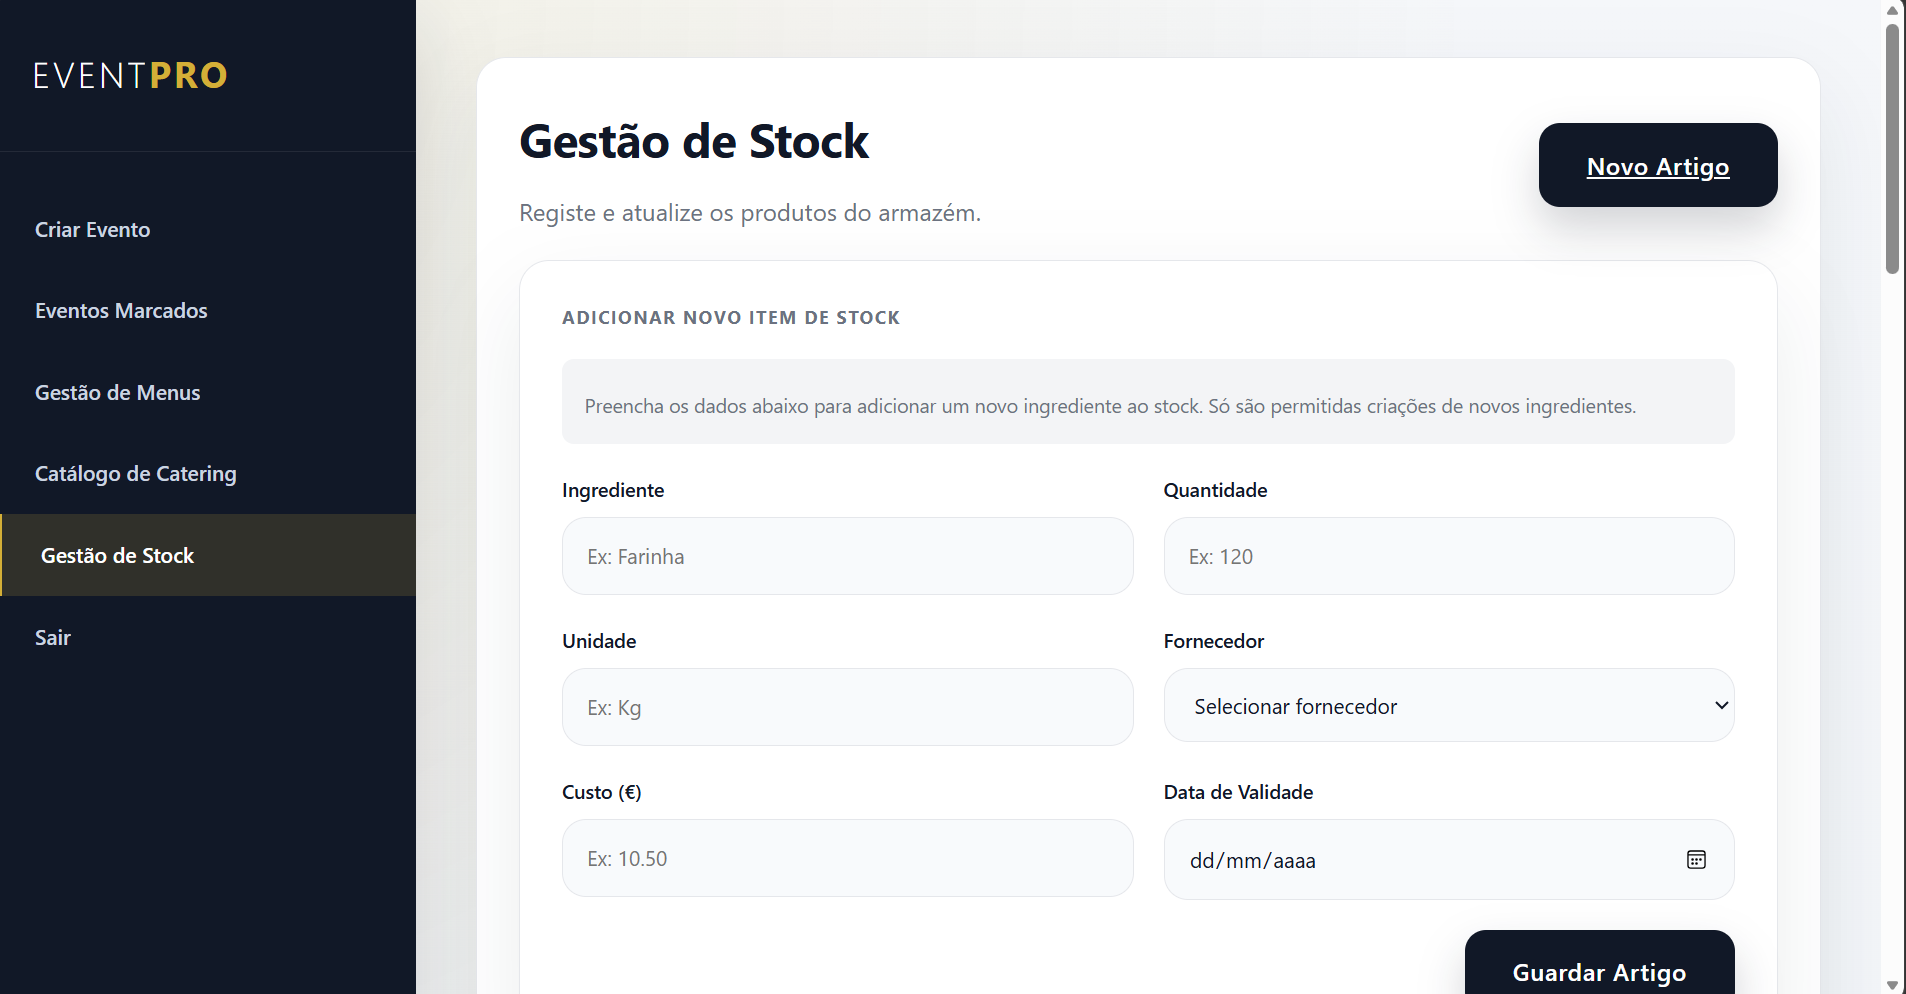 EVENTPRO
Criar Evento
Eventos Marcados
Gestão de Menus
Catálogo de Catering
Gestão de Stock
Sair
Gestão de Stock
Registe e atualize os produtos do armazém.
Novo Artigo
ADICIONAR NOVO ITEM DE STOCK
Preencha os dados abaixo para adicionar um novo ingrediente ao stock. Só são permitidas criações de novos ingredientes.
Ingrediente
Ex: Farinha
Quantidade
Ex: 120
Unidade
Ex: Kg
Fornecedor
Selecionar fornecedor
Custo (€)
Ex: 10.50
Data de Validade
dd/mm/aaaa
Guardar Artigo